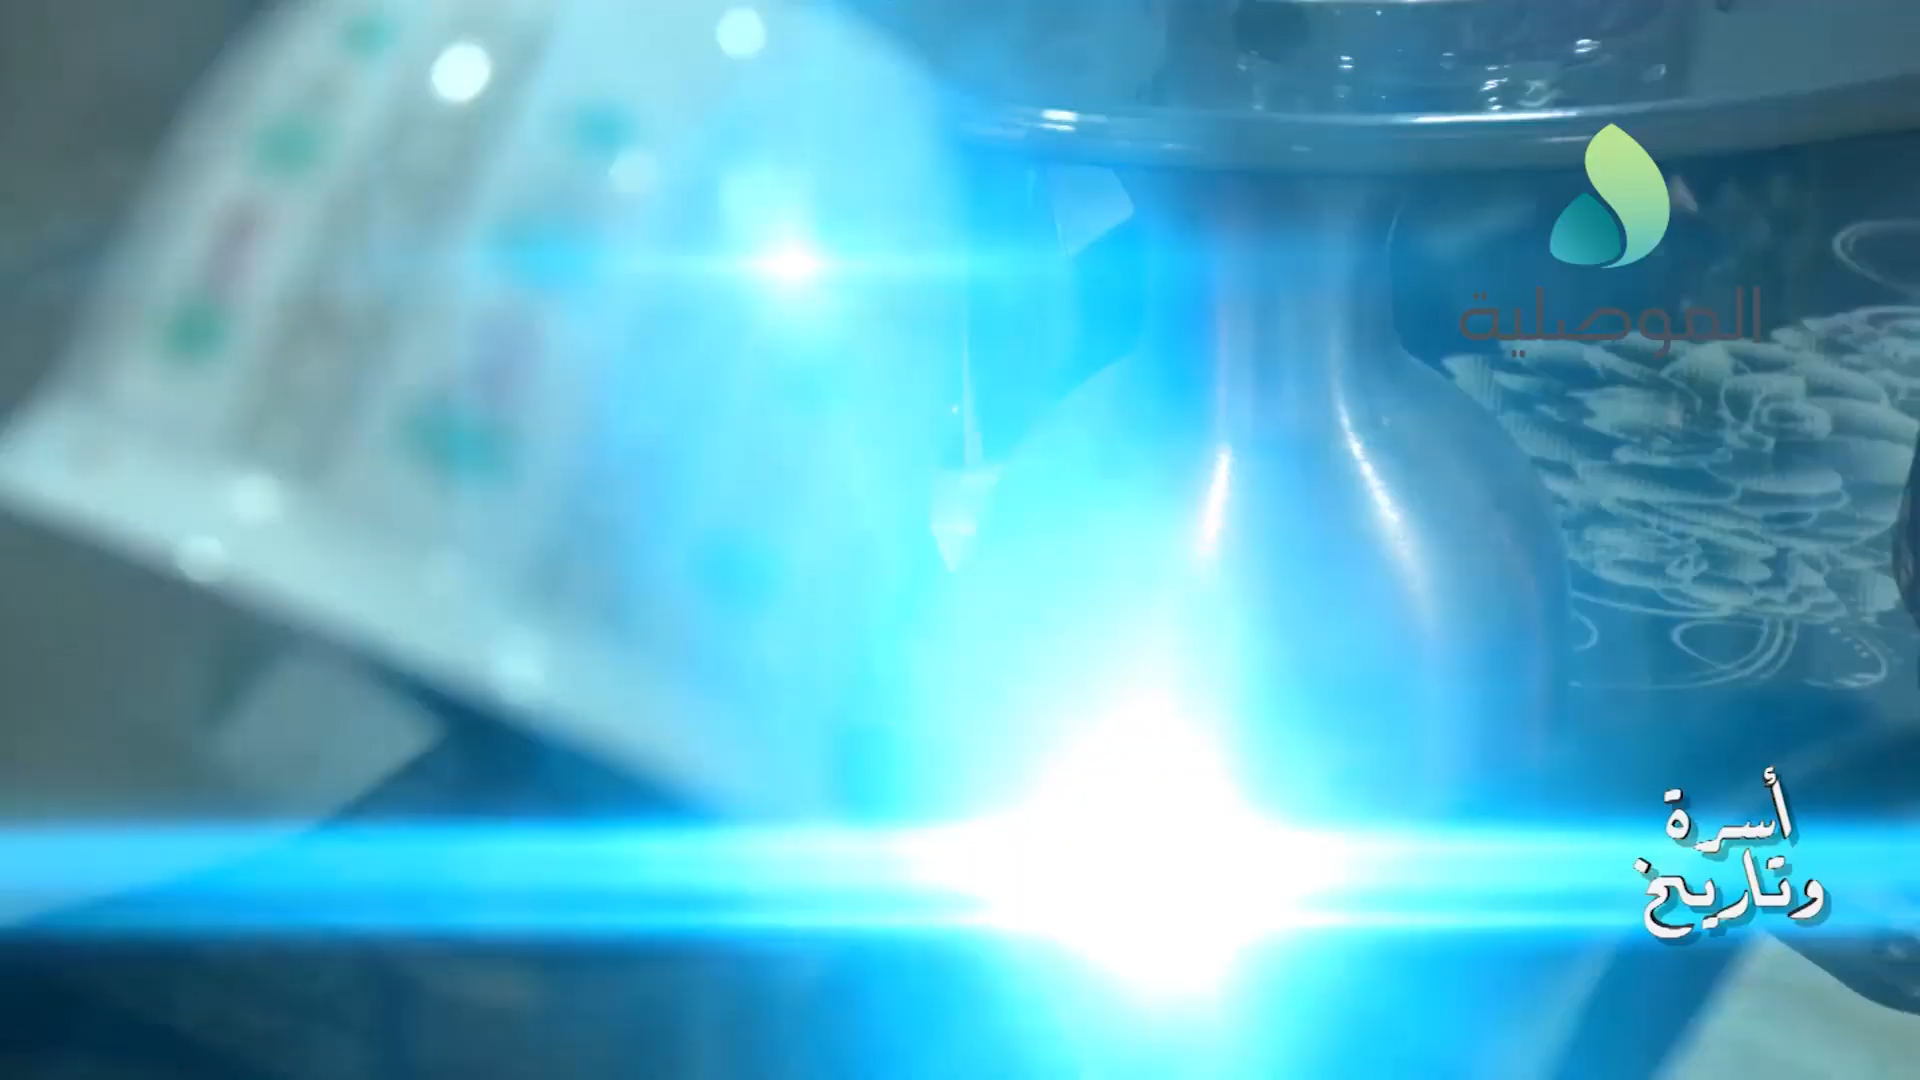 الموصلية
أسرة
وتاريخ